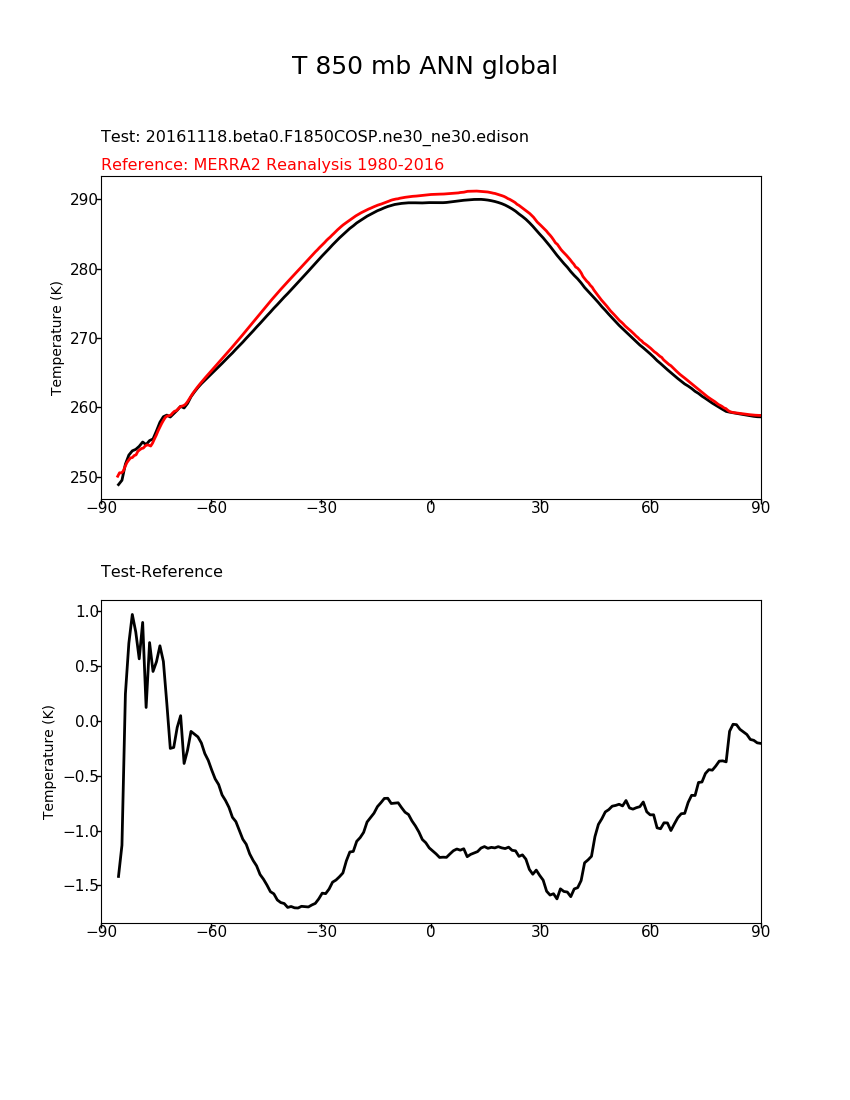 T 850 mb ANN global
Test: 20161118.beta0.F1850COSP.ne30_ne30.edison
Reference: MERRA2 Reanalysis 1980-2016
290
280
270
260
250
Temperature (K)
−90 −60 −30 0 30 60 90
Test-Reference
1.0
0.5
0.0
−0.5
−1.0
−1.5
Temperature (K)
−90 −60 −30 0 30 60 90